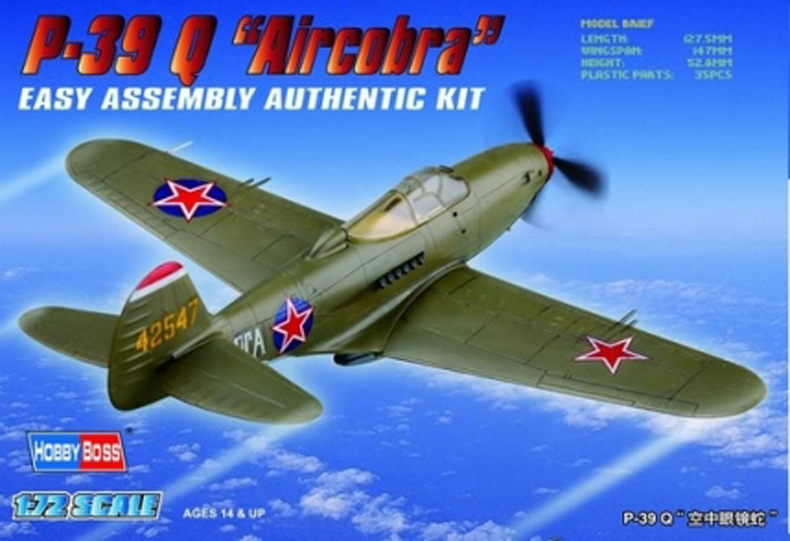 P-39 Q "Aircobra"
EASY ASSEMBLY AUTHENTIC KIT
MODEL BRIEF
LENGTH: 127.5MM
WINGSPAN: 147MM
HEIGHT: 52.8MM
PLASTIC PARTS: 35PCS
42547
HOBBY BOSS
1:72 SCALE
AGES 14 & UP
P-39 Q " 空中眼镜蛇 "